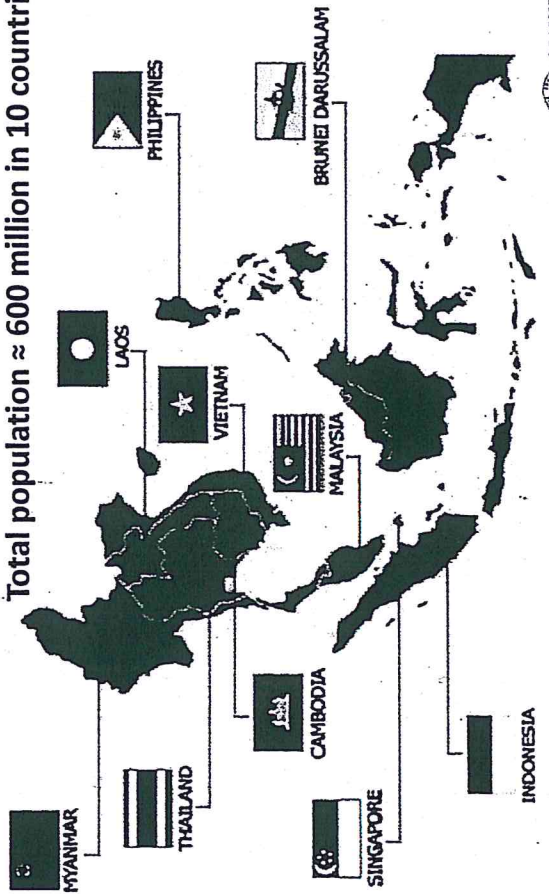 Total population ≈ 600 million in 10 countri
MYANMAR
LAOS
PHILIPPINES
THAILAND
VIETNAM
CAMBODIA
MALAYSIA
BRUNEI DARUSSALAM
SINGAPORE
INDONESIA